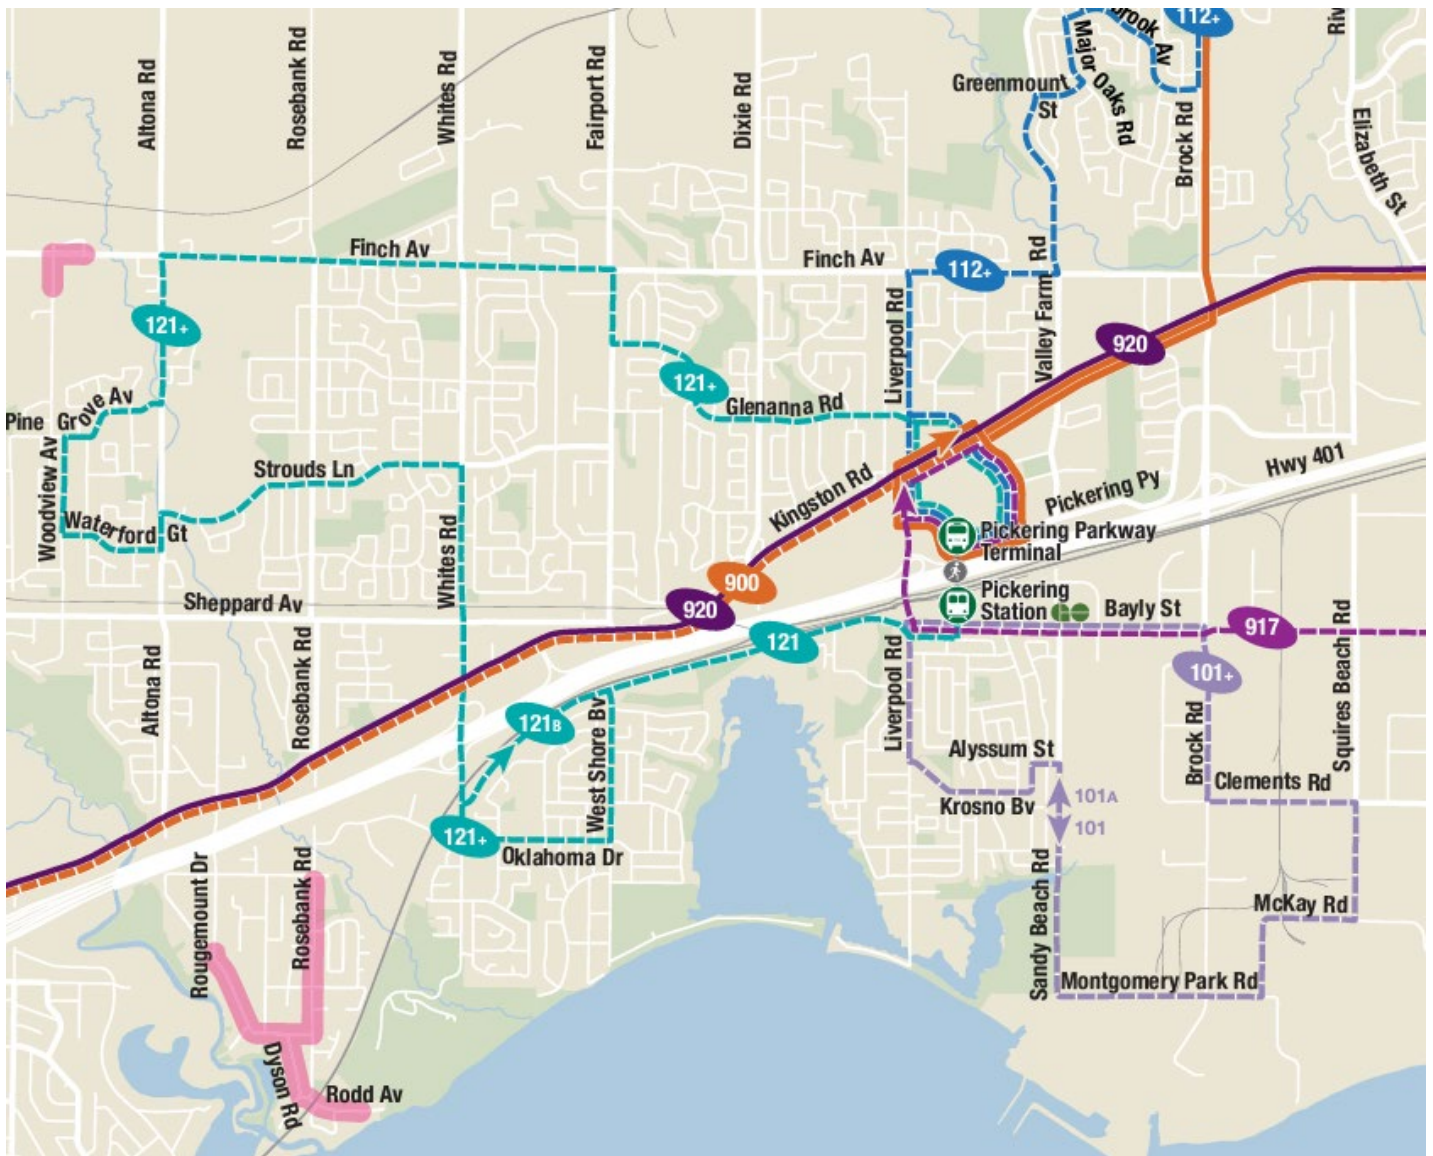 Altona Rd
Rosebank Rd
Whites Rd
Fairport Rd
Dixie Rd
Major Oaks Rd
112+
Greenmount
St
Brock Rd
Elizabeth St
Finch Av
Finch Av
112+
Valley Farm Rd
Liverpool Rd
121+
920
121+
Glenanna Rd
Pine Grove Av
Woodview Av
Strouds Ln
Waterford Gt
Whites Rd
Kingston Rd
Pickering Py
Hwy 401
Pickering Parkway
Terminal
Pickering
Station
Bayly St
900
920
Sheppard Av
121
917
101+
Altona Rd
Rosebank Rd
121B
West Shore Bv
Liverpool Rd
Alyssum St
Krosno Bv
101A
101
Brock Rd
Clements Rd
Squires Beach Rd
121+
Oklahoma Dr
Rougemount Dr
Rosebank Rd
Sandy Beach Rd
McKay Rd
Montgomery Park Rd
Dyson Rd
Rodd Av